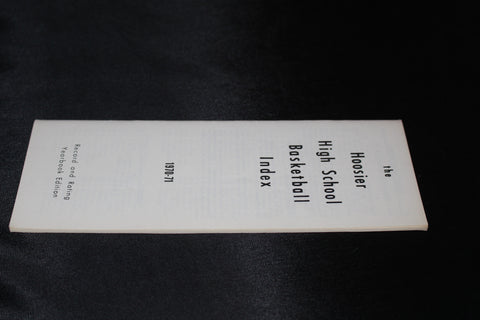 the
Hoosier
High School
Basketball
Index
1970-71
Record and Rating
Yearbook Edition